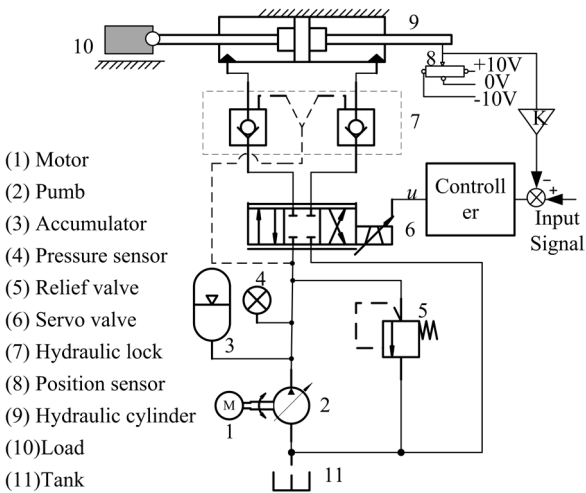 10
9
8
+10V
0V
-10V
7
K
(1) Motor
(2) Pumb
(3) Accumulator
(4) Pressure sensor
(5) Relief valve
(6) Servo valve
(7) Hydraulic lock
(8) Position sensor
(9) Hydraulic cylinder
(10)Load
(11)Tank
u
Controll
er
−
+
Input
Signal
6
4
5
3
M
1
2
11